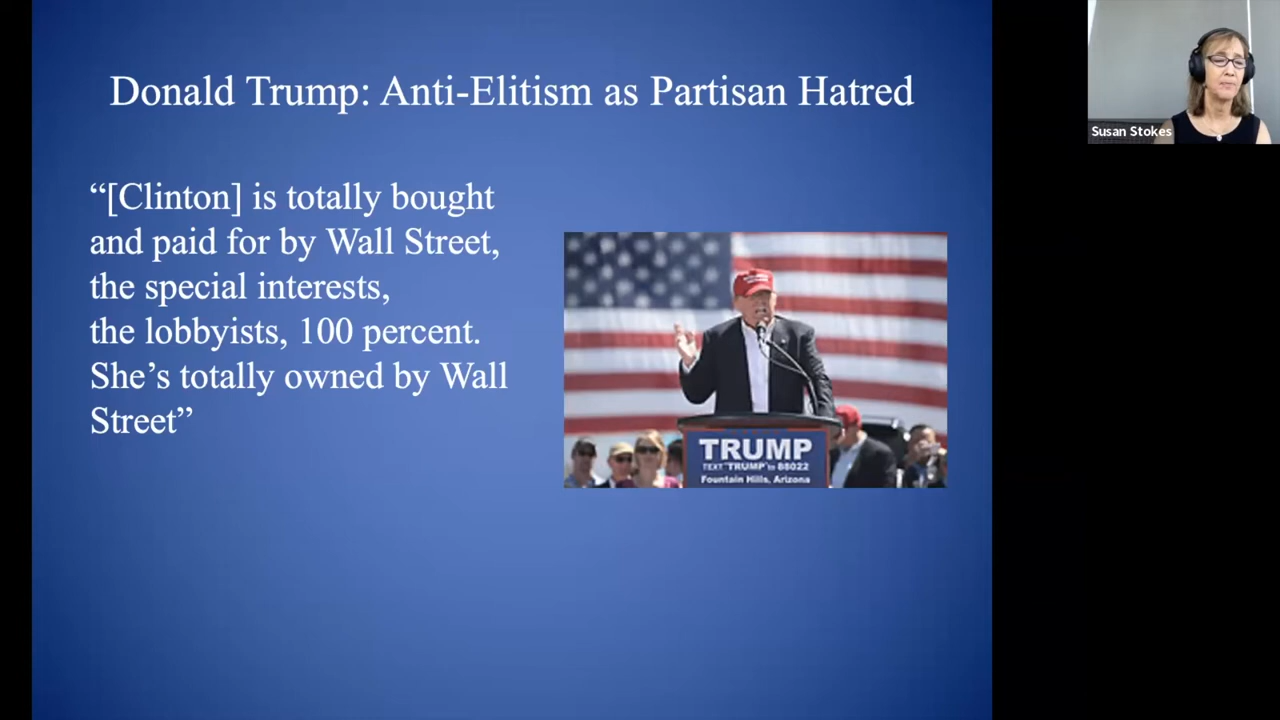 Donald Trump: Anti-Elitism as Partisan Hatred
“[Clinton] is totally bought
and paid for by Wall Street,
the special interests,
the lobbyists, 100 percent.
She’s totally owned by Wall
Street”
TRUMP
TEXT "TRUMP" to 88022
Fountain Hills, Arizona
Susan Stokes